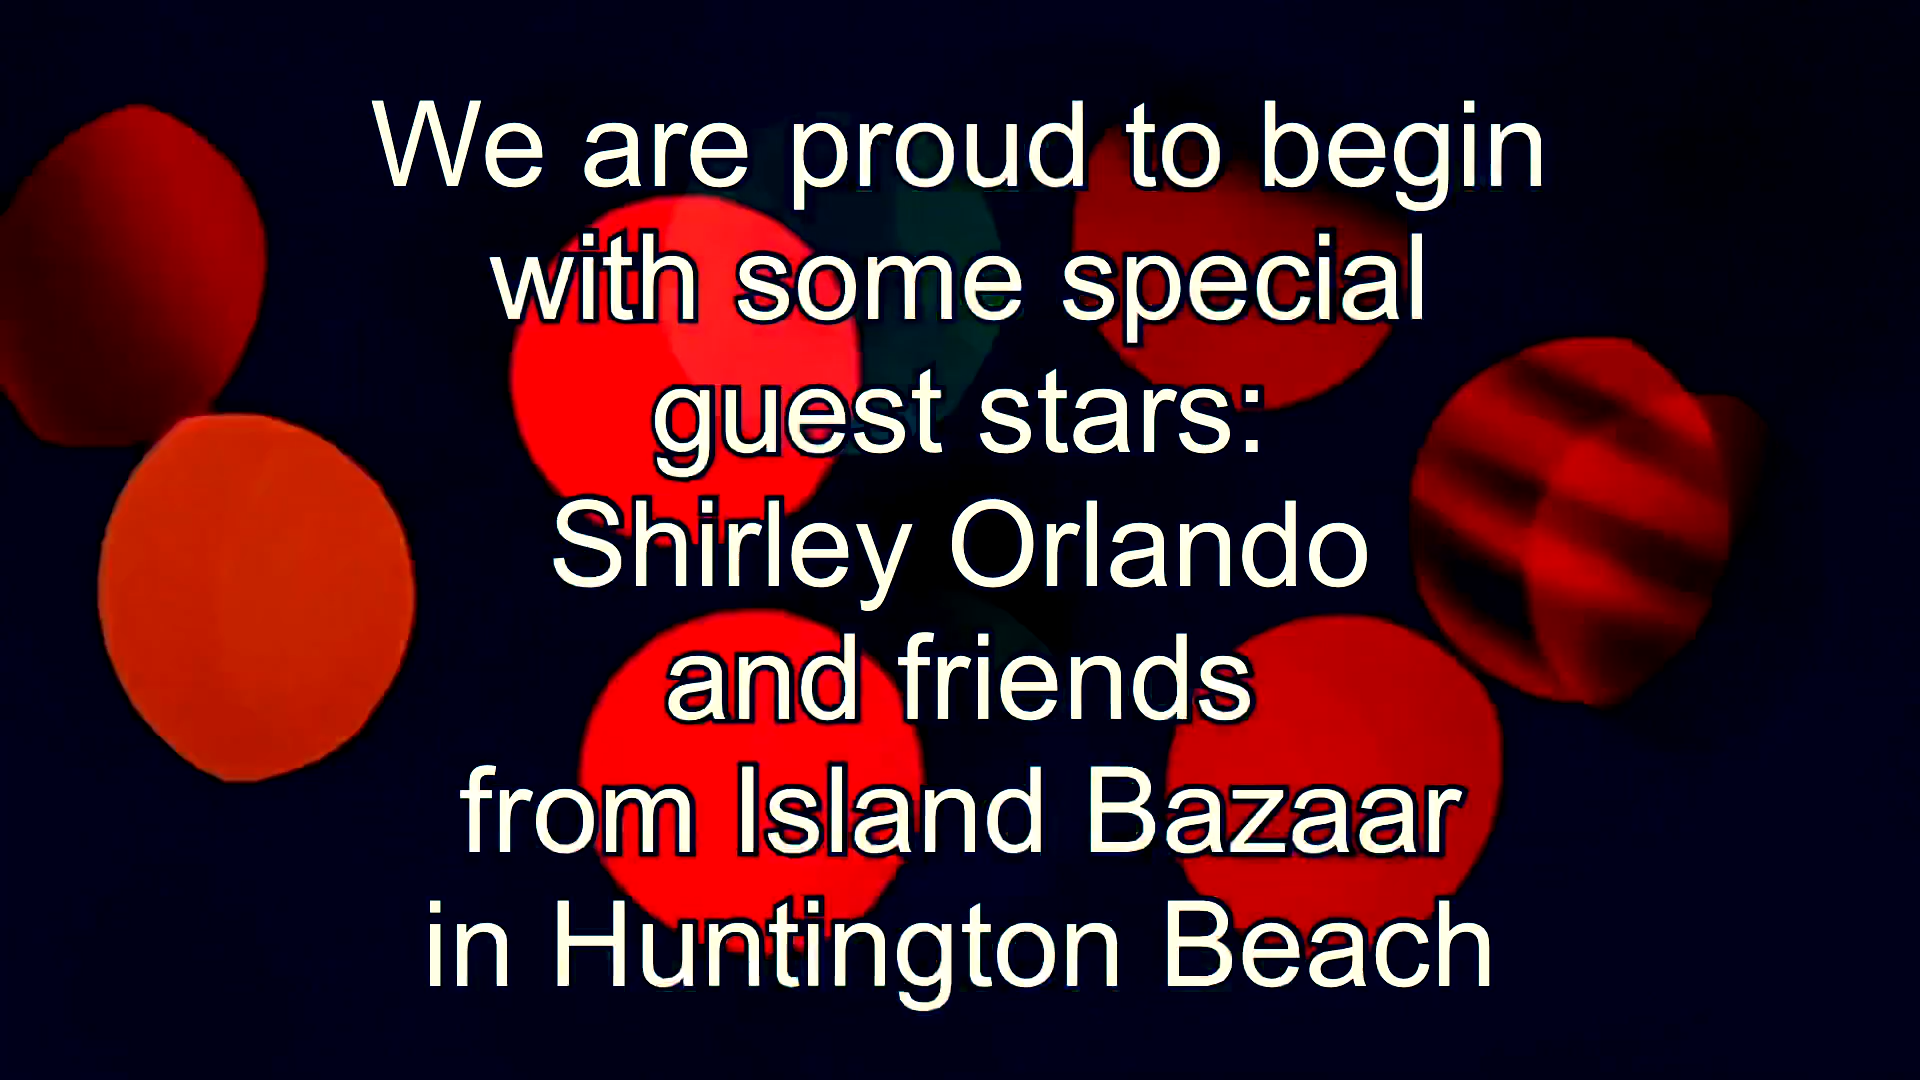 We are proud to begin
with some special
guest stars:
Shirley Orlando
and friends
from Island Bazaar
in Huntington Beach